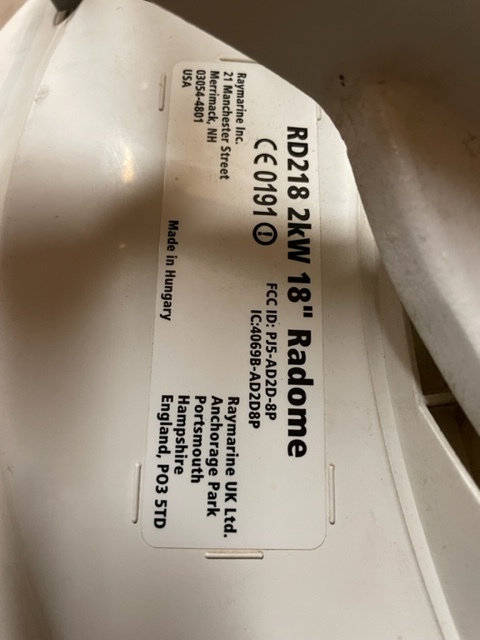 RD218 2kW 18" Radome
CE 0191
FCC ID: PJ5-AD2D-8P
IC:4069B-AD2D8P
Raymarine Inc.
21 Manchester Street
Merrimack, NH
03054-4801
USA
Made in Hungary
Raymarine UK Ltd.
Anchorage Park
Portsmouth
Hampshire
England, PO3 5TD